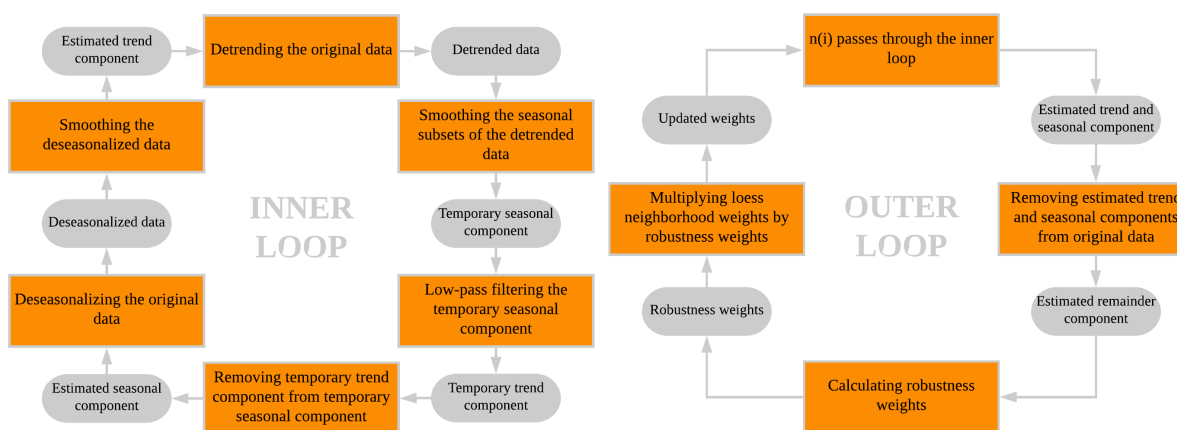 Estimated trend
component
Detrending the original data
Detrended data
Smoothing the
deseasonalized data
Smoothing the seasonal
subsets of the detrended
data
INNER
LOOP
Deseasonalized data
Temporary seasonal
component
Deseasonalizing the original
data
Low-pass filtering the
temporary seasonal
component
Estimated seasonal
component
Removing temporary trend
component from temporary
seasonal component
Temporary trend
component
n(i) passes through the inner
loop
Updated weights
Estimated trend and
seasonal component
Multiplying loess
neighborhood weights by
robustness weights
OUTER
LOOP
Removing estimated trend
and seasonal components
from original data
Robustness weights
Estimated remainder
component
Calculating robustness
weights